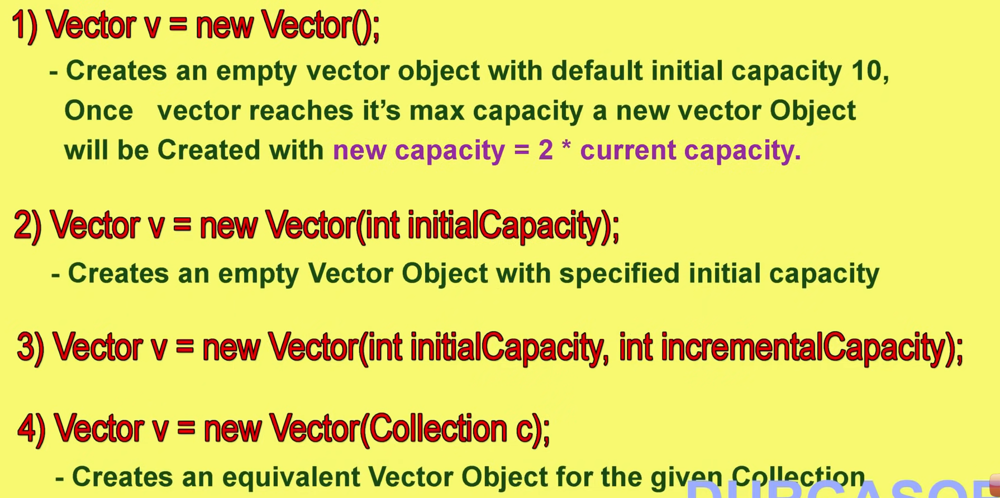 1) Vector v = new Vector();
- Creates an empty vector object with default initial capacity 10,
Once vector reaches it's max capacity a new vector Object
will be Created with new capacity = 2 * current capacity.
2) Vector v = new Vector(int initialCapacity);
- Creates an empty Vector Object with specified initial capacity
3) Vector v = new Vector(int initialCapacity, int incrementalCapacity);
4) Vector v = new Vector(Collection c);
- Creates an equivalent Vector Object for the given Collection